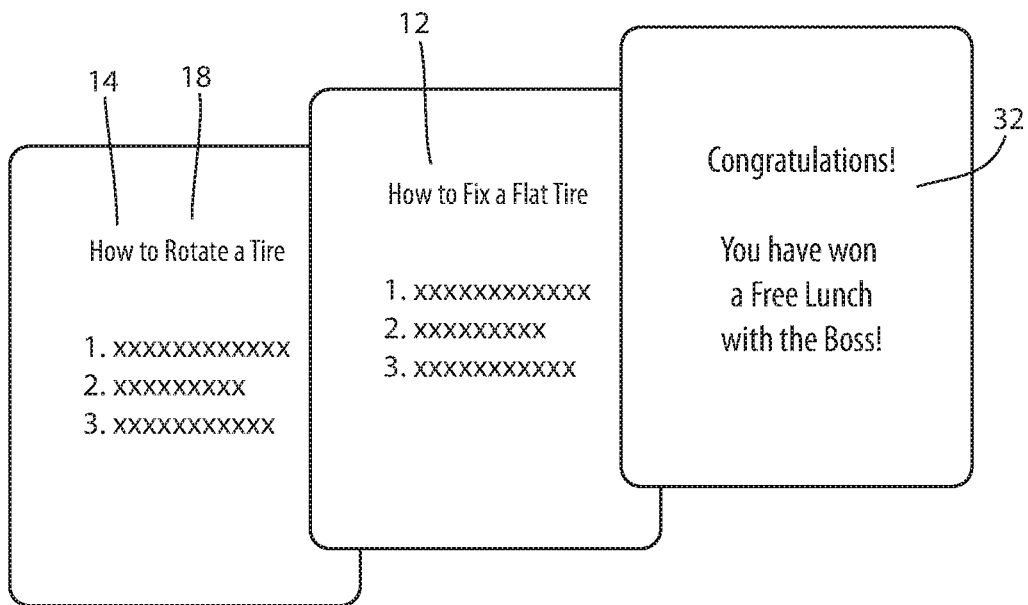 14
18
How to Rotate a Tire
1. xxxxxxxxxxxx
2. xxxxxxxxx
3. xxxxxxxxxxx
12
How to Fix a Flat Tire
1. xxxxxxxxxxxx
2. xxxxxxxxx
3. xxxxxxxxxxx
32
Congratulations!
You have won
a Free Lunch
with the Boss!